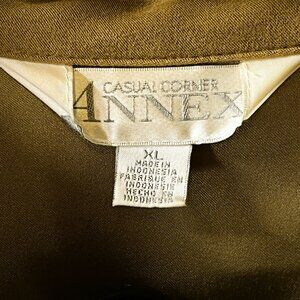 CASUAL CORNER
ANNEX
XL
MADE IN
INDONESIA
FABRIQUE EN
INDONESIE
HECHO EN
INDONESIA